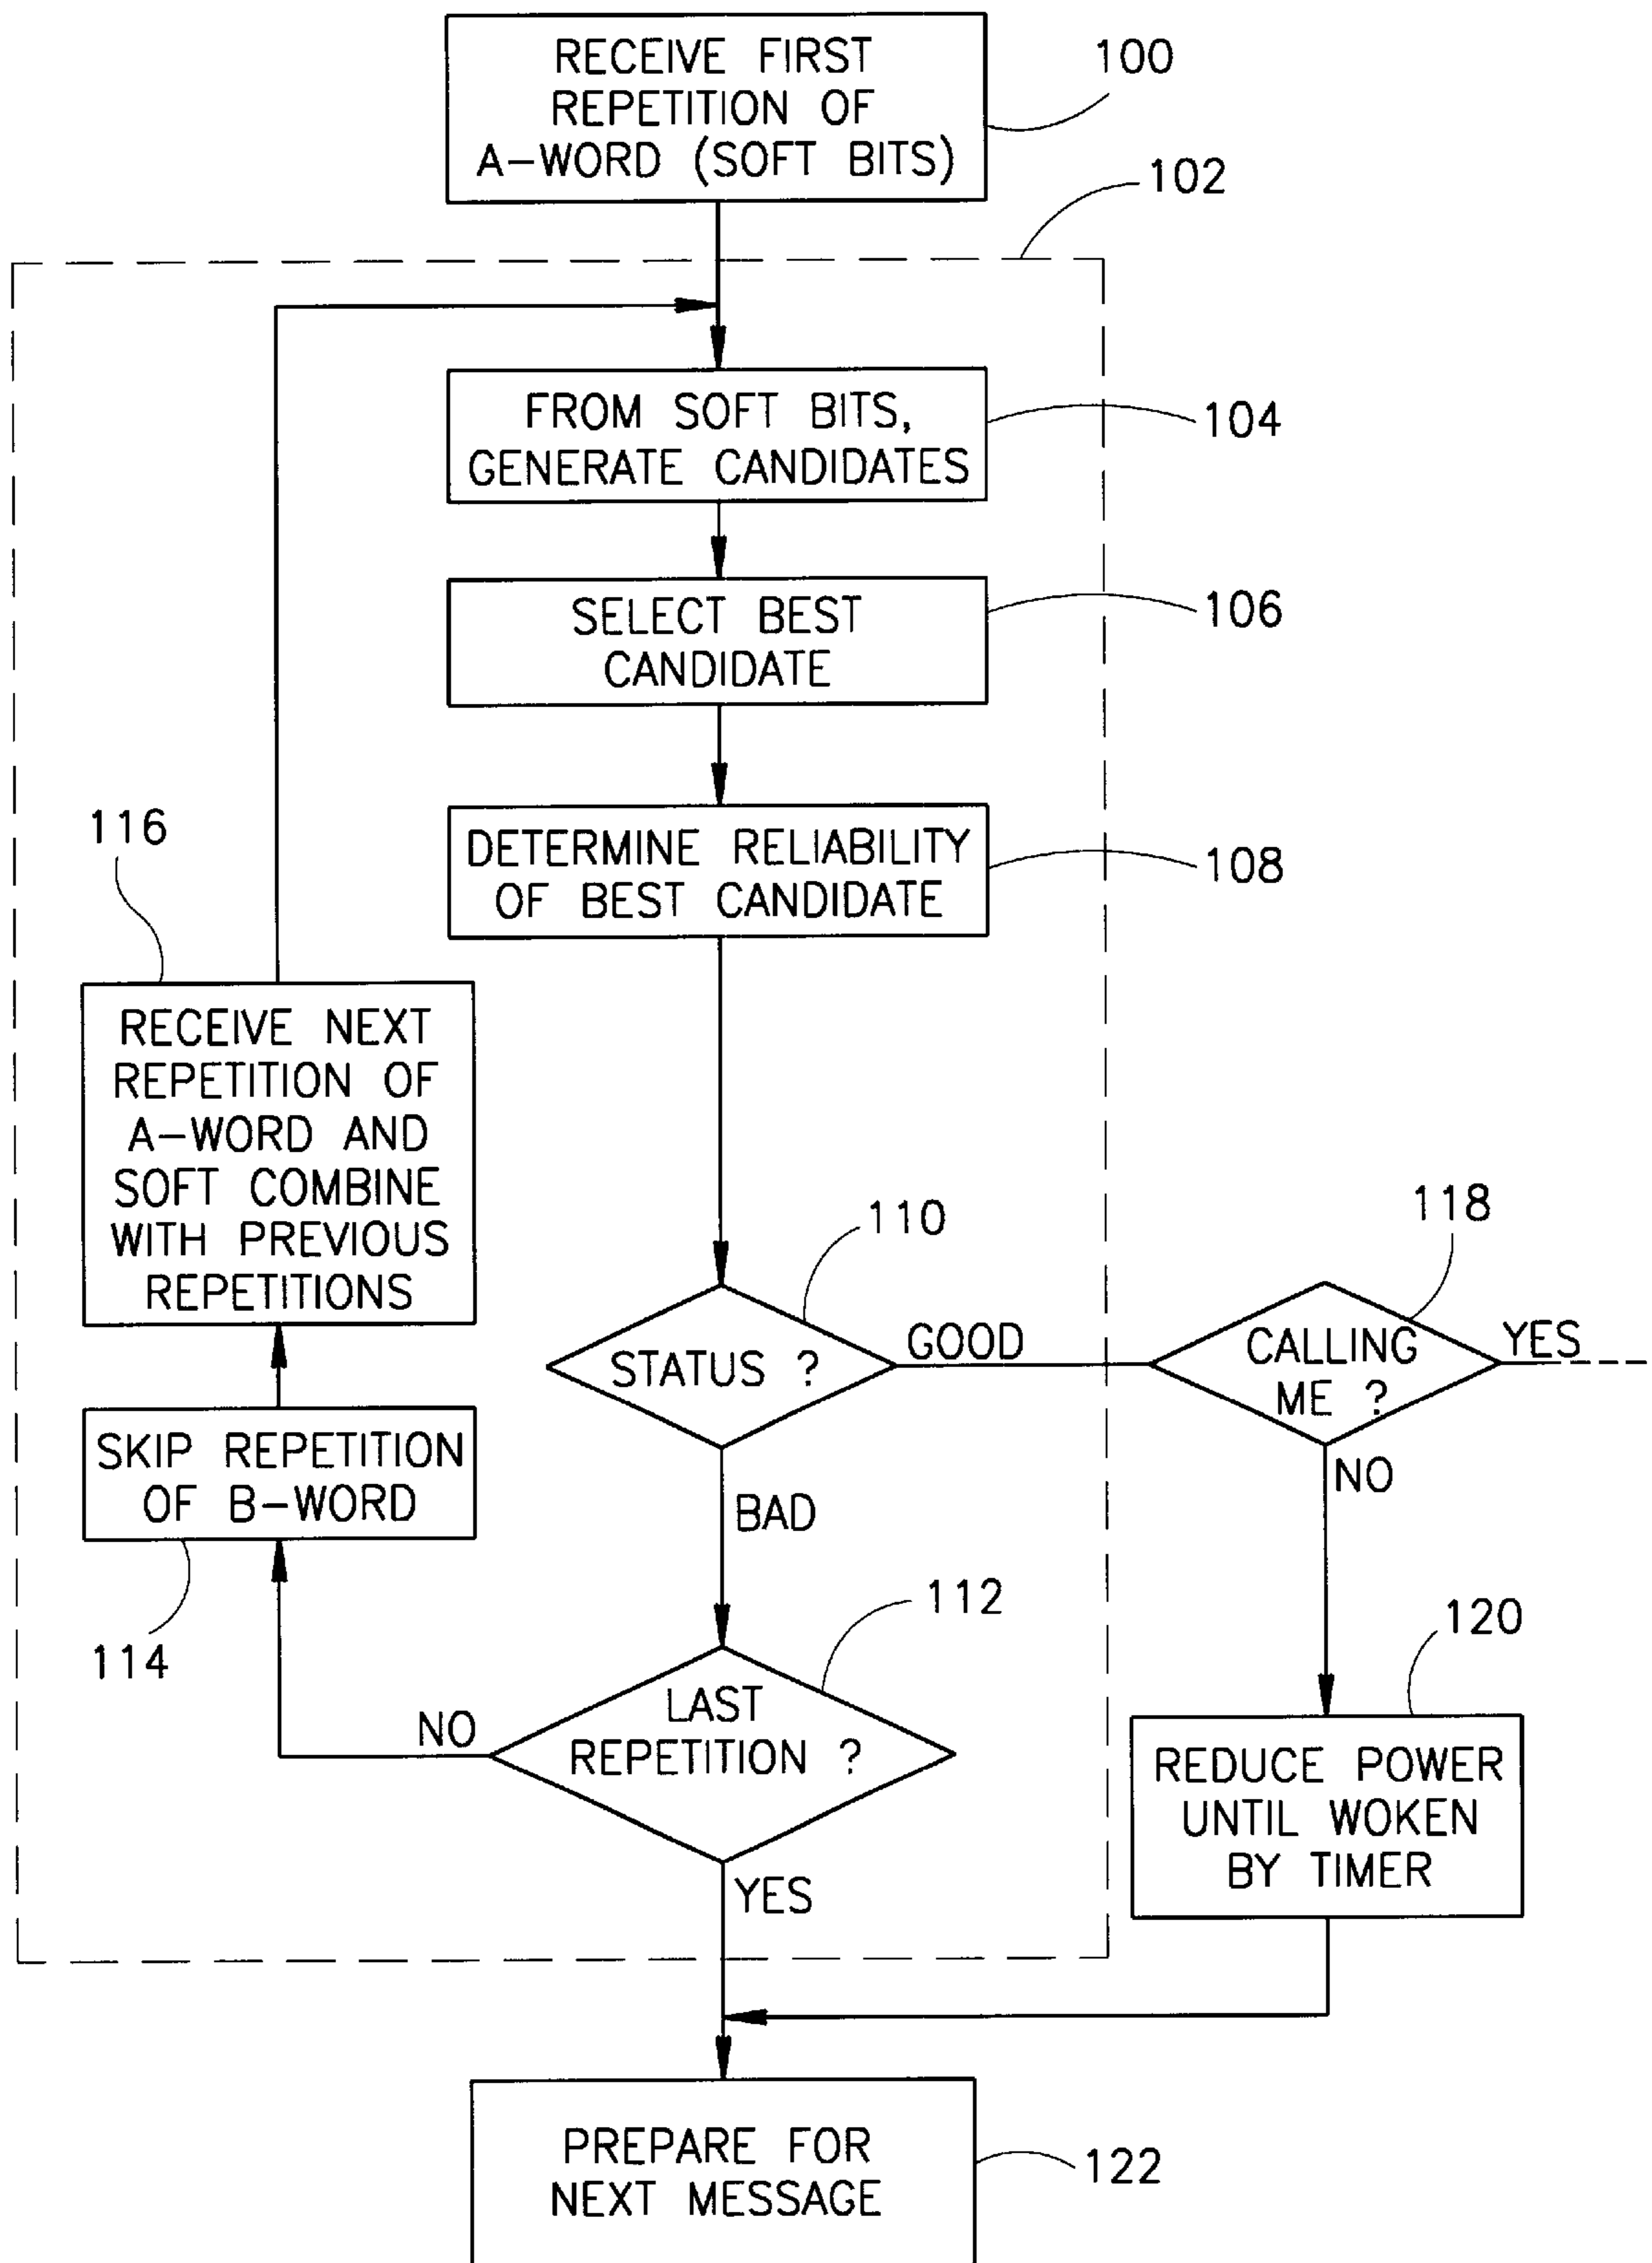 RECEIVE FIRST
REPETITION OF
A-WORD (SOFT BITS)
100
102
FROM SOFT BITS,
GENERATE CANDIDATES
104
SELECT BEST
CANDIDATE
106
DETERMINE RELIABILITY
OF BEST CANDIDATE
108
116
RECEIVE NEXT
REPETITION OF
A-WORD AND
SOFT COMBINE
WITH PREVIOUS
REPETITIONS
110
STATUS ?
GOOD
118
CALLING
ME ?
YES
NO
SKIP REPETITION
OF B-WORD
114
BAD
112
LAST
REPETITION ?
NO
YES
120
REDUCE POWER
UNTIL WOKEN
BY TIMER
PREPARE FOR
NEXT MESSAGE
122